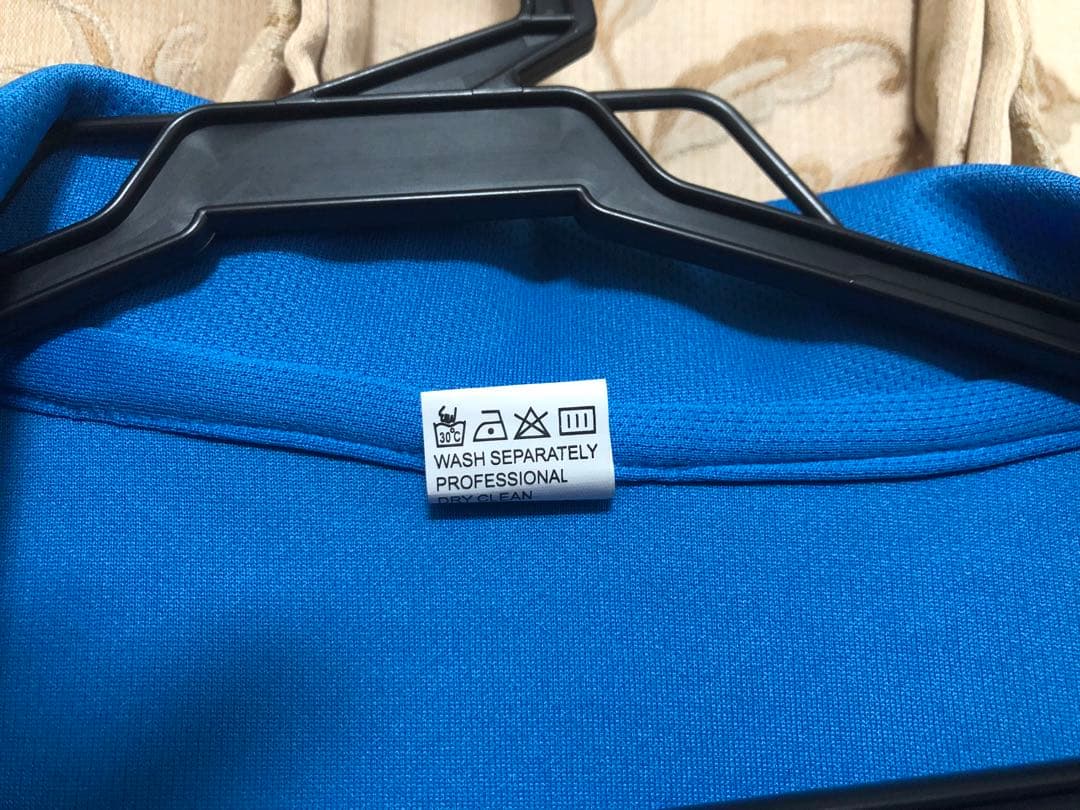 30°C
WASH SEPARATELY
PROFESSIONAL
DRY CLEAN